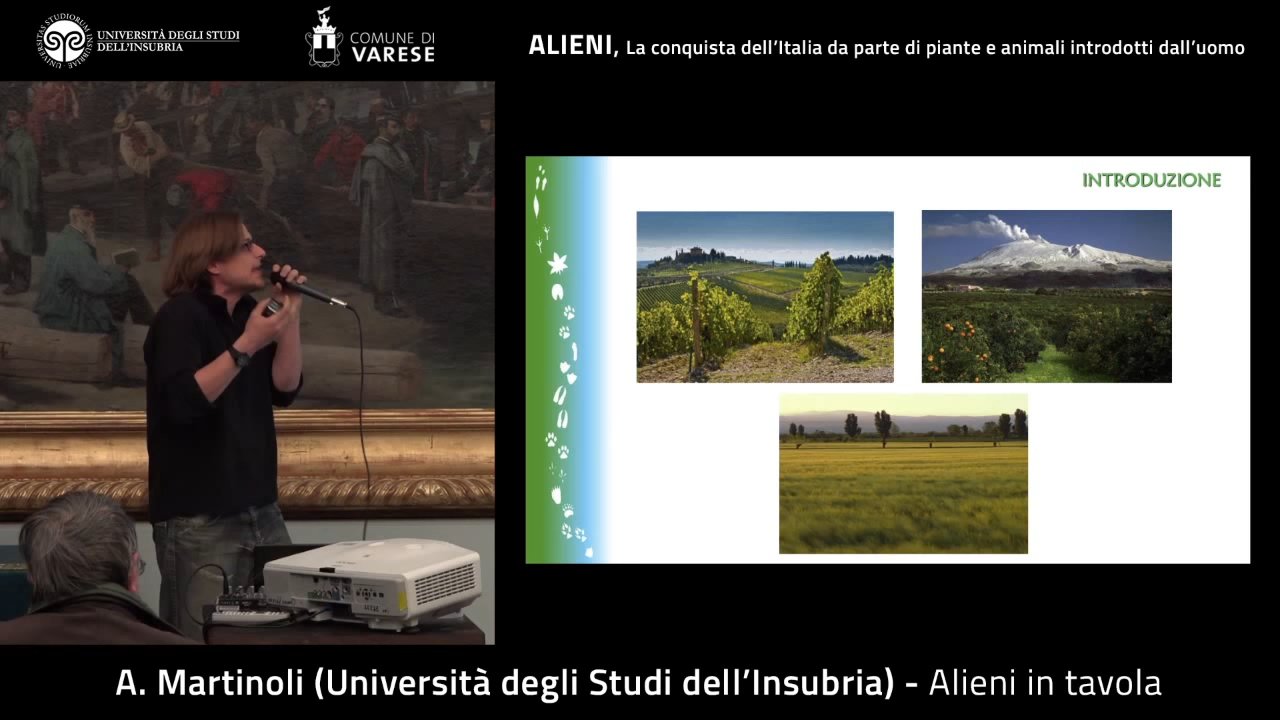 UNIVERSITÀ DEGLI STUDI
DELL'INSUBRIA
COMUNE DI
VARESE
ALIENI, La conquista dell'Italia da parte di piante e animali introdotti dall'uomo
INTRODUZIONE
A. Martinoli (Università degli Studi dell'Insubria) - Alieni in tavola